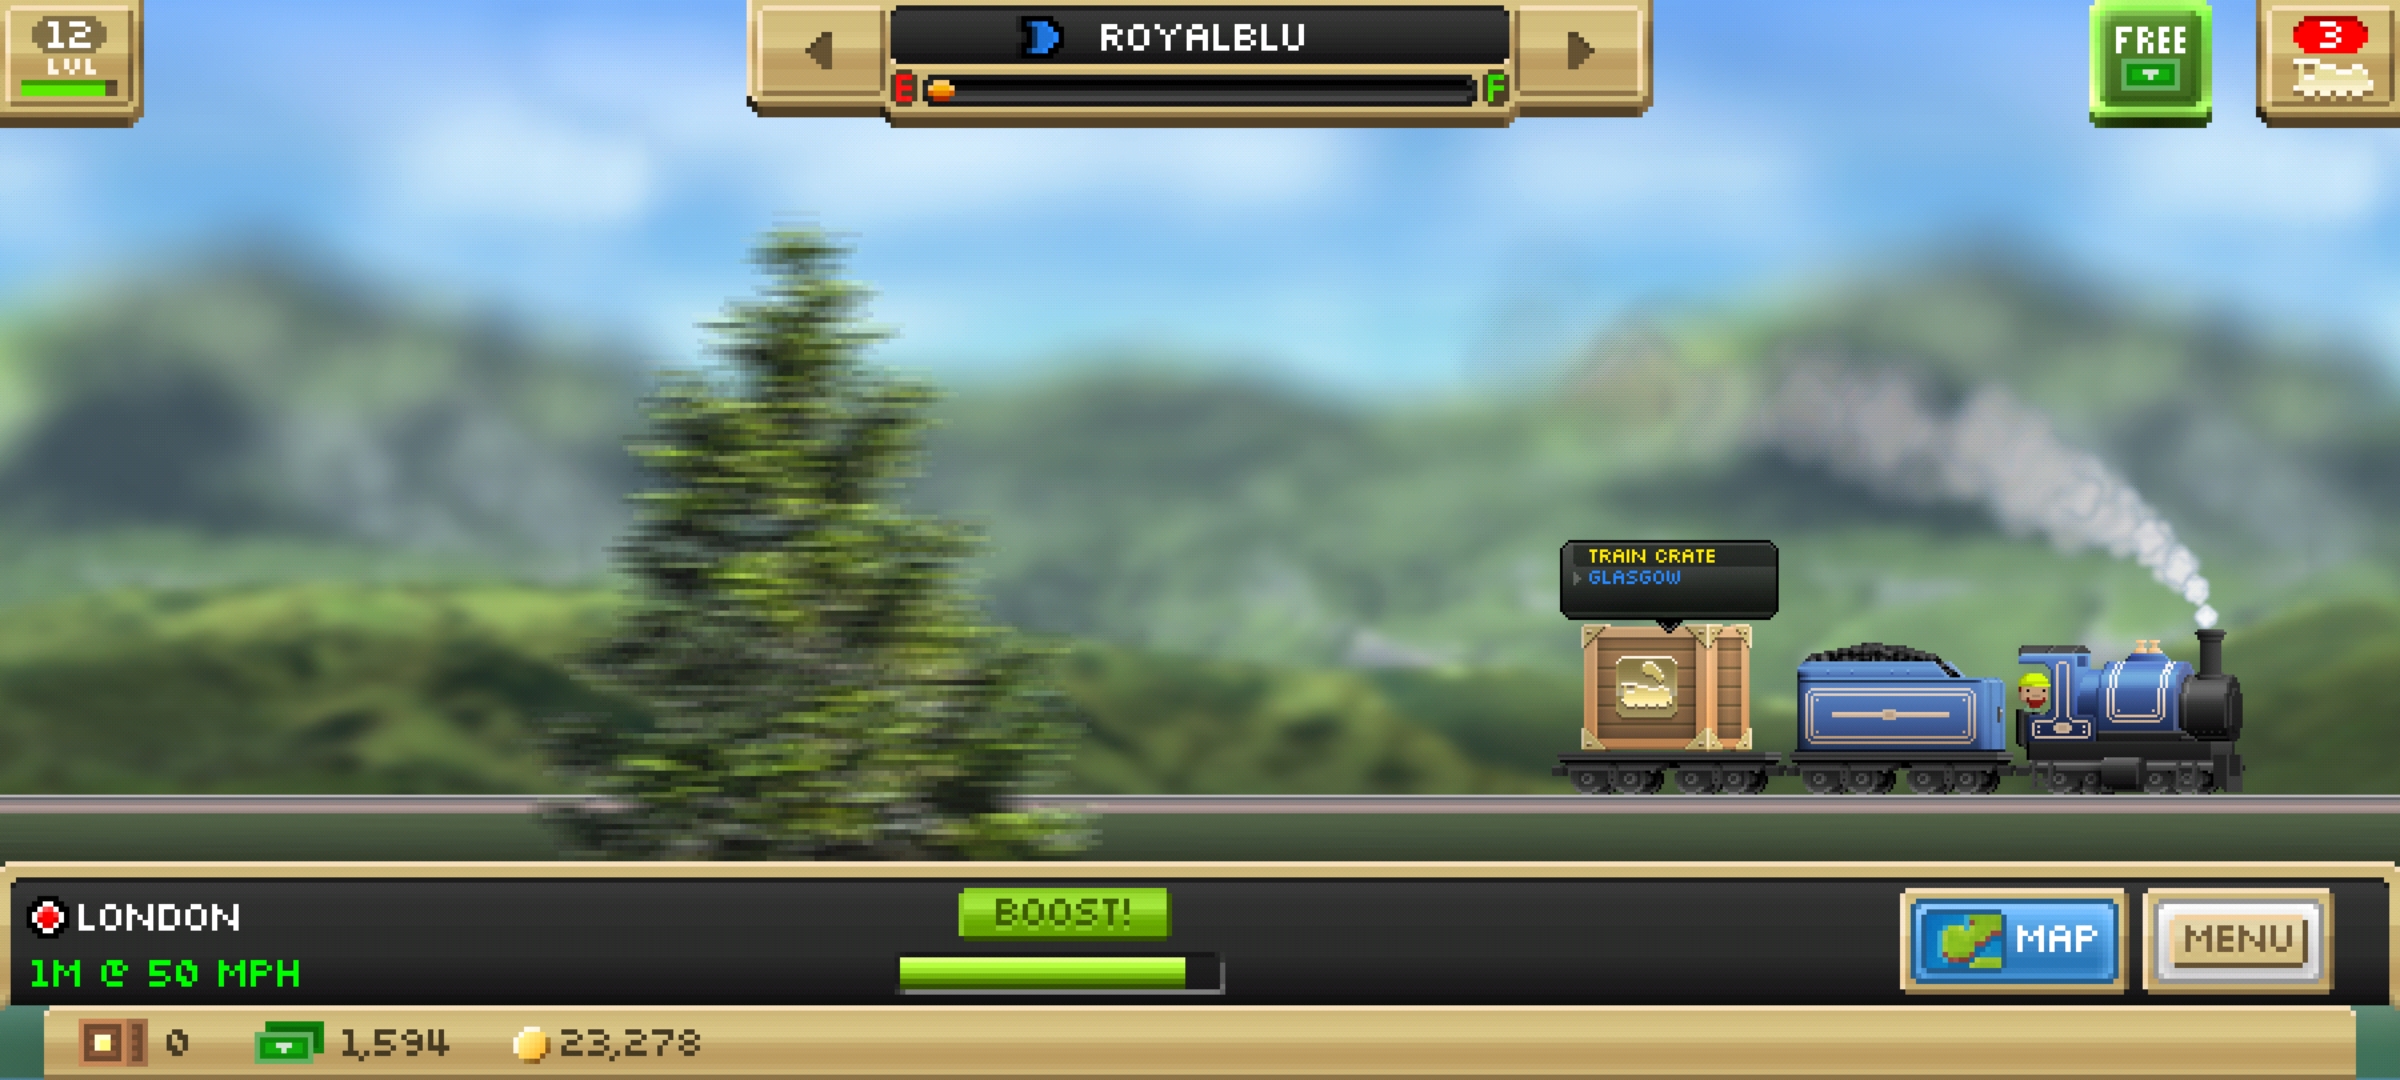 12
LVL
ROYALBLU
E F
FREE
3
TRAIN CRATE
GLASGOW
LONDON
1M @ 50 MPH
BOOST!
MAP
MENU
0
1,594
23,278